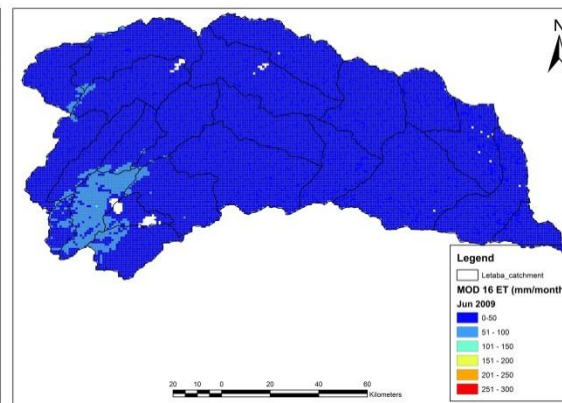 N
Legend
Letaba_catchment
MOD 16 ET (mm/month
Jun 2009
0-50
51 - 100
101 - 150
151 - 200
201 - 250
251 - 300
20 10 0 20 40 60
Kilometers